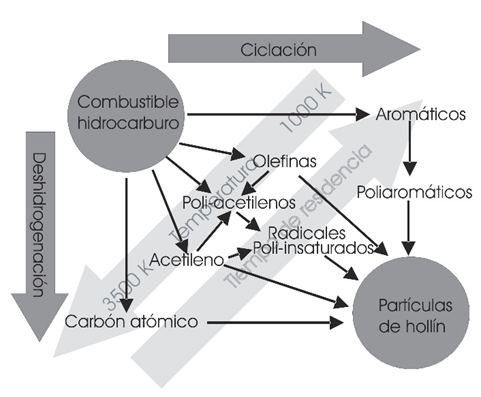 Ciclación
Combustible
hidrocarburo
1000 K
Aromáticos
Deshidrogenación
Olefinas
Temperatura
Poliaromáticos
Poli-acetilenos
Tiempo de residencia
Radicales
Poli-insaturados
Acetileno
3500 K
Partículas
de hollín
Carbón atómico